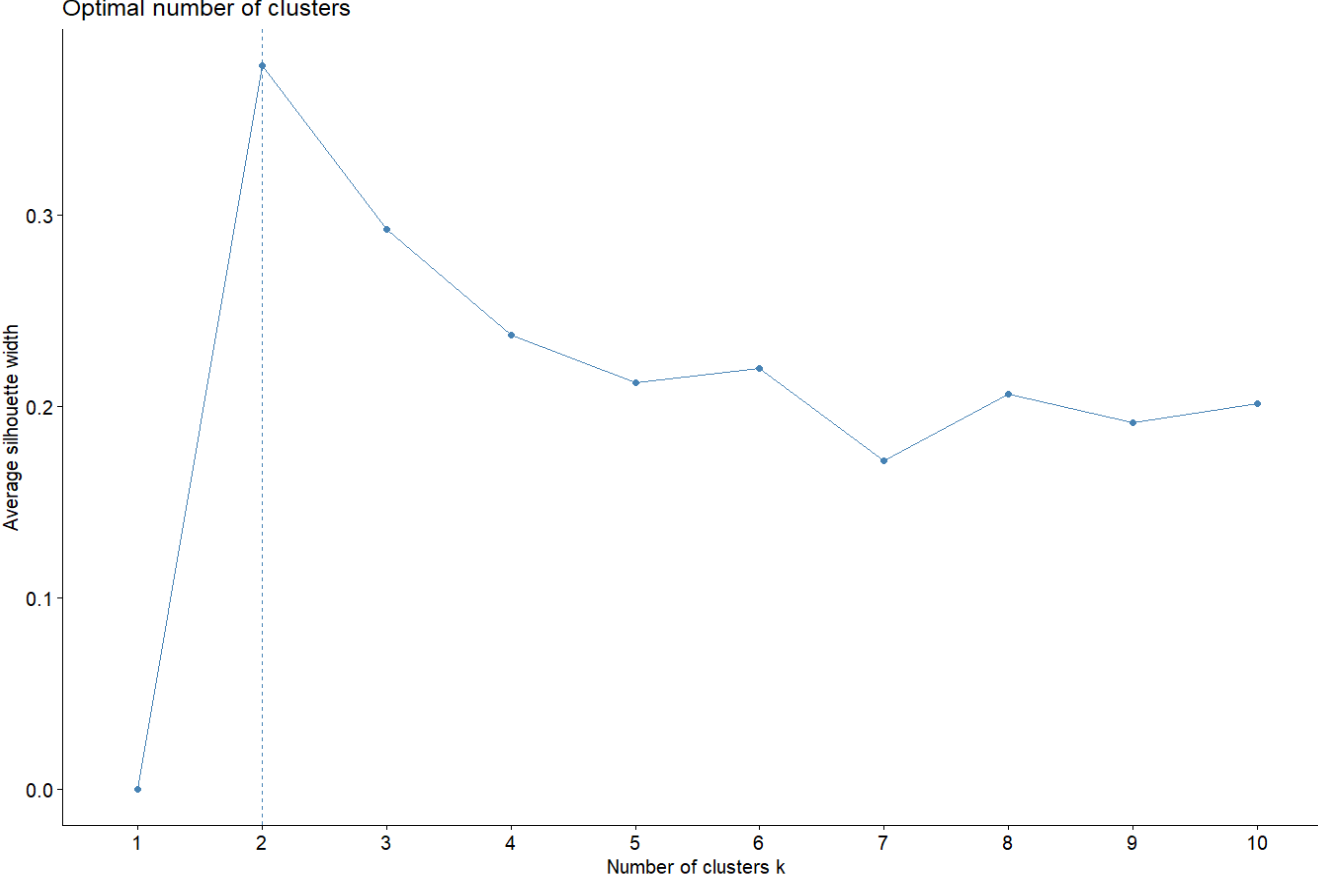 Optimal number of clusters
Average silhouette width
0.3
0.2
0.1
0.0
1 2 3 4 5 6 7 8 9 10
Number of clusters k